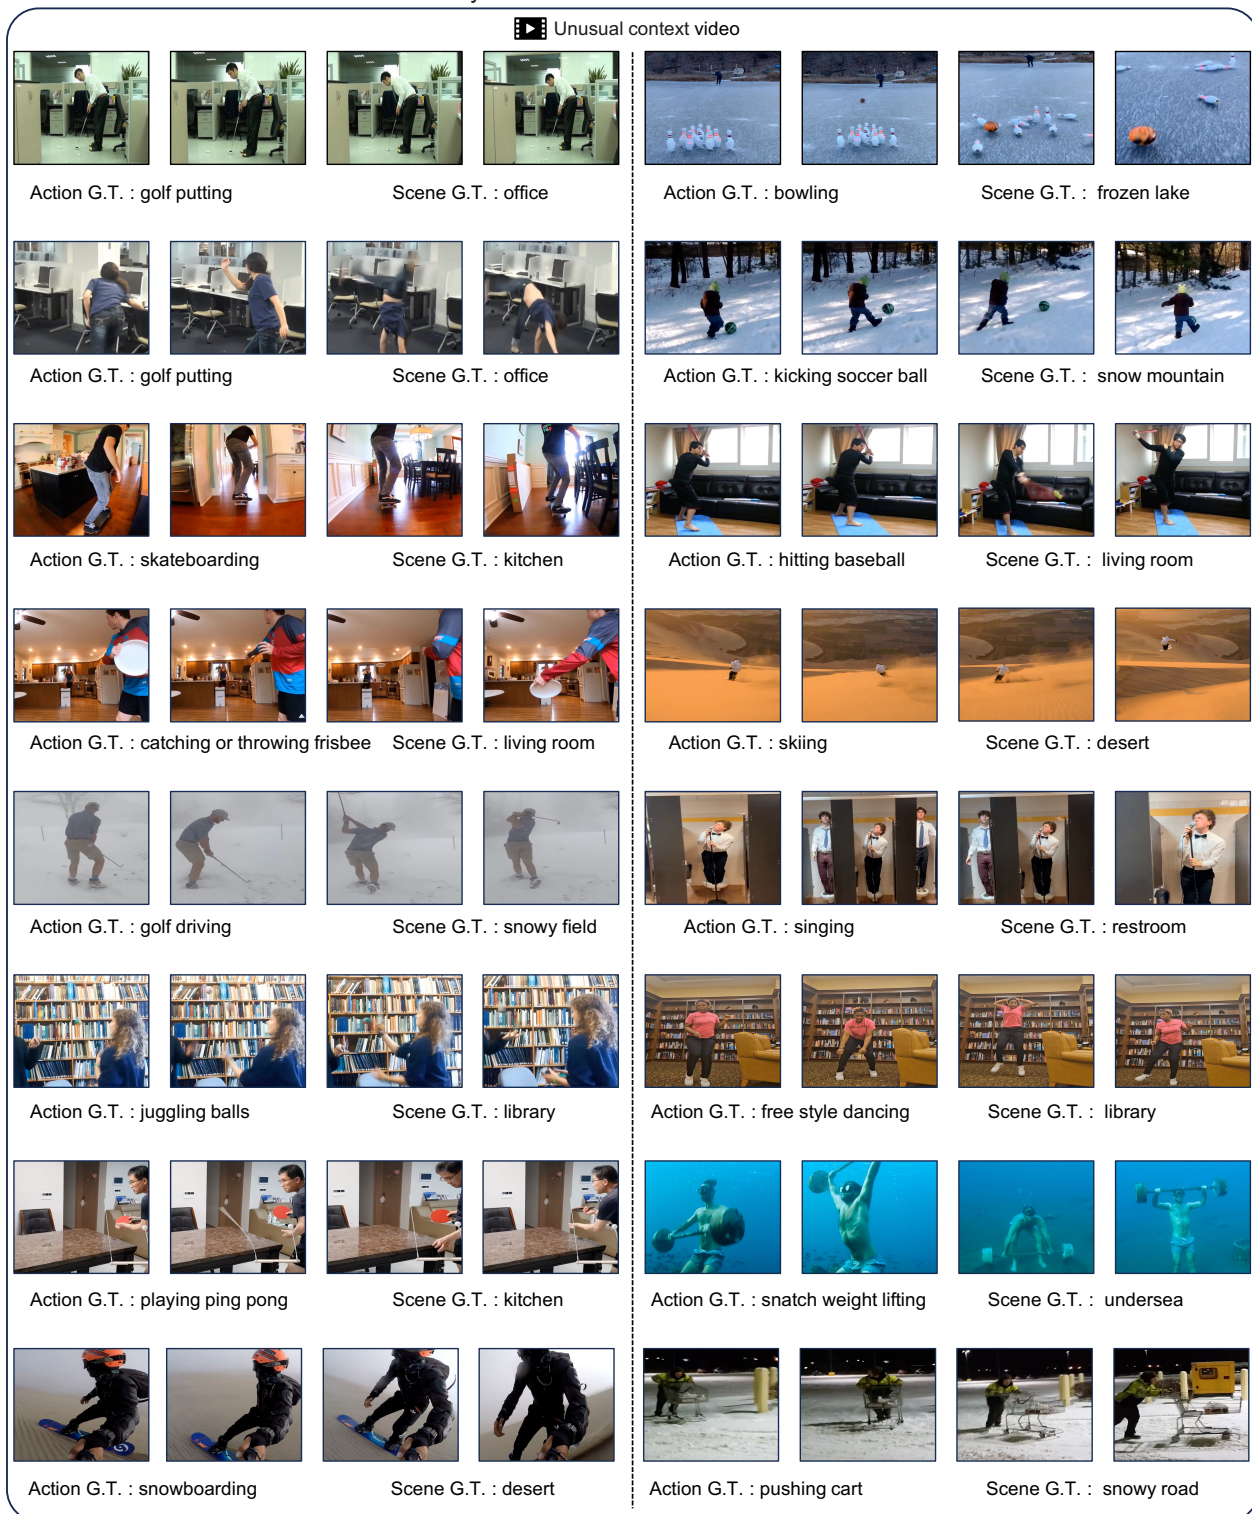 Unusual context video
Action G.T. : golf putting Scene G.T. : office
Action G.T. : bowling Scene G.T. : frozen lake
Action G.T. : golf putting Scene G.T. : office
Action G.T. : kicking soccer ball Scene G.T. : snow mountain
Action G.T. : skateboarding Scene G.T. : kitchen
Action G.T. : hitting baseball Scene G.T. : living room
Action G.T. : catching or throwing frisbee Scene G.T. : living room
Action G.T. : skiing Scene G.T. : desert
Action G.T. : golf driving Scene G.T. : snowy field
Action G.T. : singing Scene G.T. : restroom
Action G.T. : juggling balls Scene G.T. : library
Action G.T. : free style dancing Scene G.T. : library
Action G.T. : playing ping pong Scene G.T. : kitchen
Action G.T. : snatch weight lifting Scene G.T. : undersea
Action G.T. : snowboarding Scene G.T. : desert
Action G.T. : pushing cart Scene G.T. : snowy road